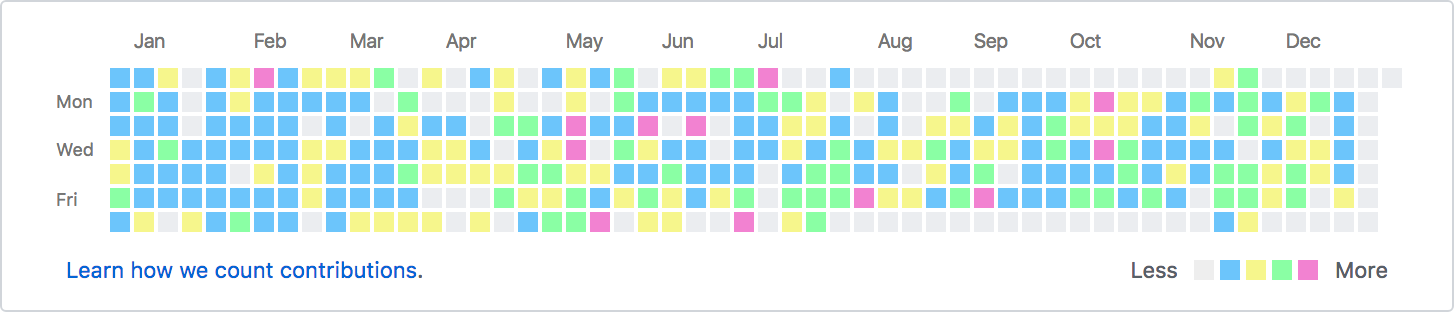 Jan Feb Mar Apr May Jun Jul Aug Sep Oct Nov Dec
Mon
Wed
Fri
Learn how we count contributions. Less More